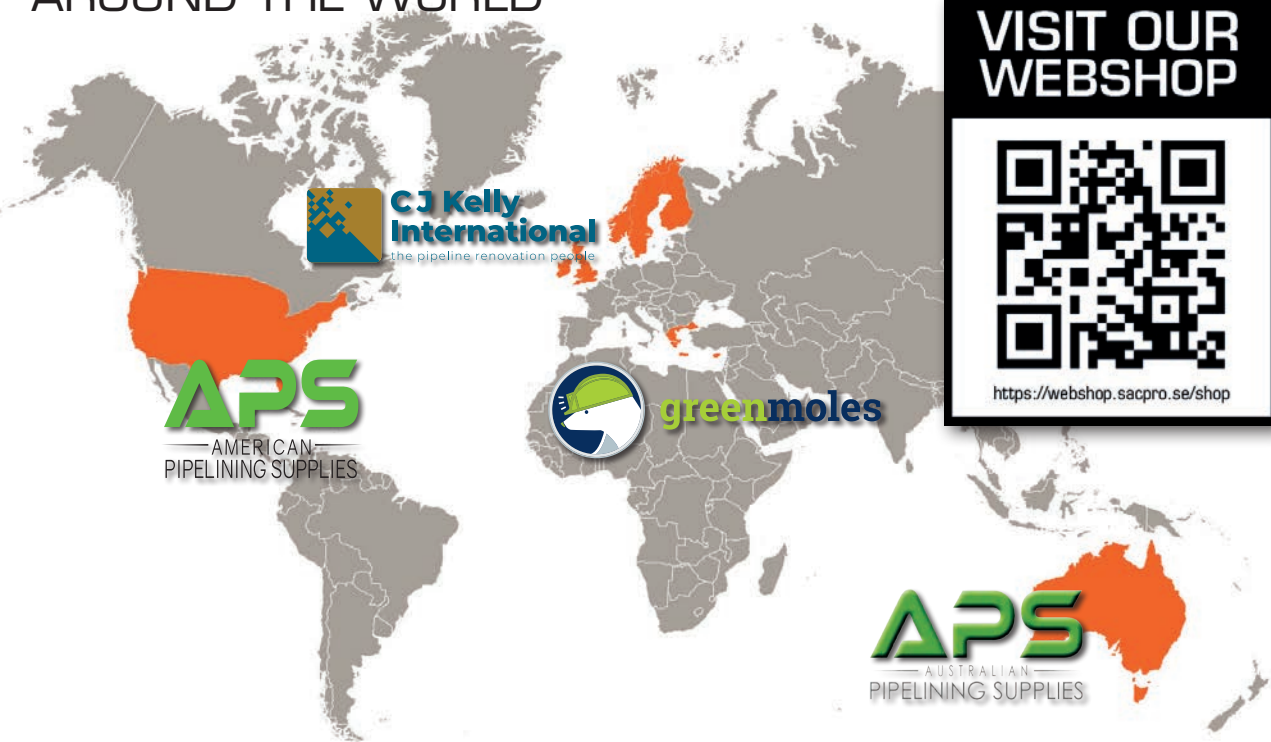 AROUND THE WORLD
VISIT OUR
WEBSHOP
https://webshop.sacpro.se/shop
C J Kelly
International
the pipeline renovation people
APS
AMERICAN
PIPELINING SUPPLIES
greenmoles
APS
AUSTRALIAN
PIPELINING SUPPLIES